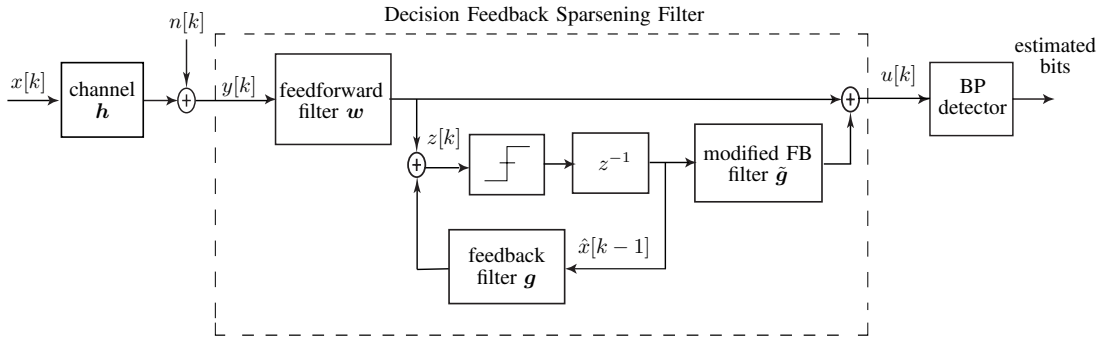 Decision Feedback Sparsening Filter
n[k]
x[k]
channel
h
+
y[k]
feedforward
filter w
+
u[k]
BP
detector
estimated
bits
z[k]
+
z^{-1}
modified FB
filter g̃
x̂[k − 1]
feedback
filter g